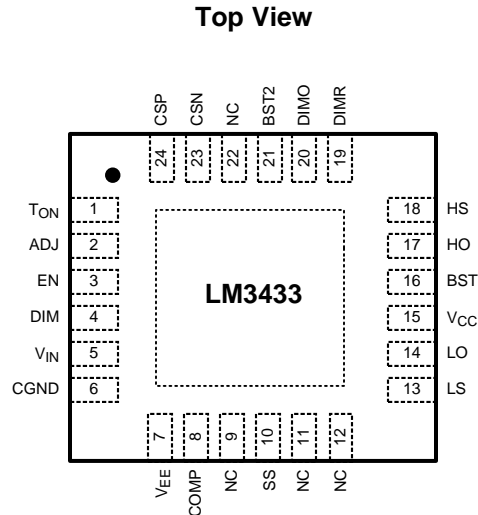 Top View
CSP
CSN
NC
BST2
DIMO
DIMR
24
23
22
21
20
19
TON 1
ADJ 2
EN 3
DIM 4
VIN 5
CGND 6
LM3433
18 HS
17 HO
16 BST
15 VCC
14 LO
13 LS
7
8
9
10
11
12
VEE
COMP
NC
SS
NC
NC